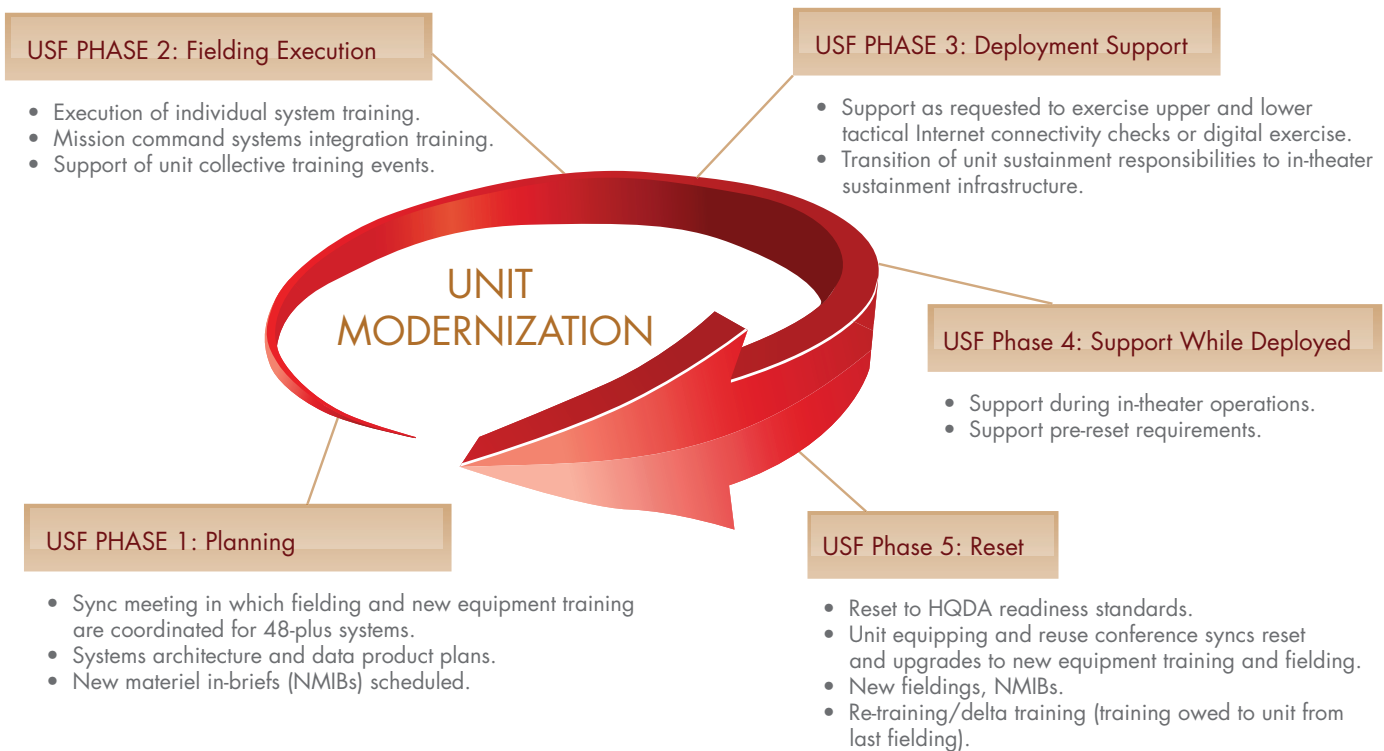 USF PHASE 2: Fielding Execution
• Execution of individual system training.
• Mission command systems integration training.
• Support of unit collective training events.
USF PHASE 3: Deployment Support
• Support as requested to exercise upper and lower
tactical Internet connectivity checks or digital exercise.
• Transition of unit sustainment responsibilities to in-theater
sustainment infrastructure.
UNIT
MODERNIZATION
USF Phase 4: Support While Deployed
• Support during in-theater operations.
• Support pre-reset requirements.
USF PHASE 1: Planning
• Sync meeting in which fielding and new equipment training
are coordinated for 48-plus systems.
• Systems architecture and data product plans.
• New materiel in-briefs (NMIBs) scheduled.
USF Phase 5: Reset
• Reset to HQDA readiness standards.
• Unit equipping and reuse conference syncs reset
and upgrades to new equipment training and fielding.
• New fieldings, NMIBs.
• Re-training/delta training (training owed to unit from
last fielding).